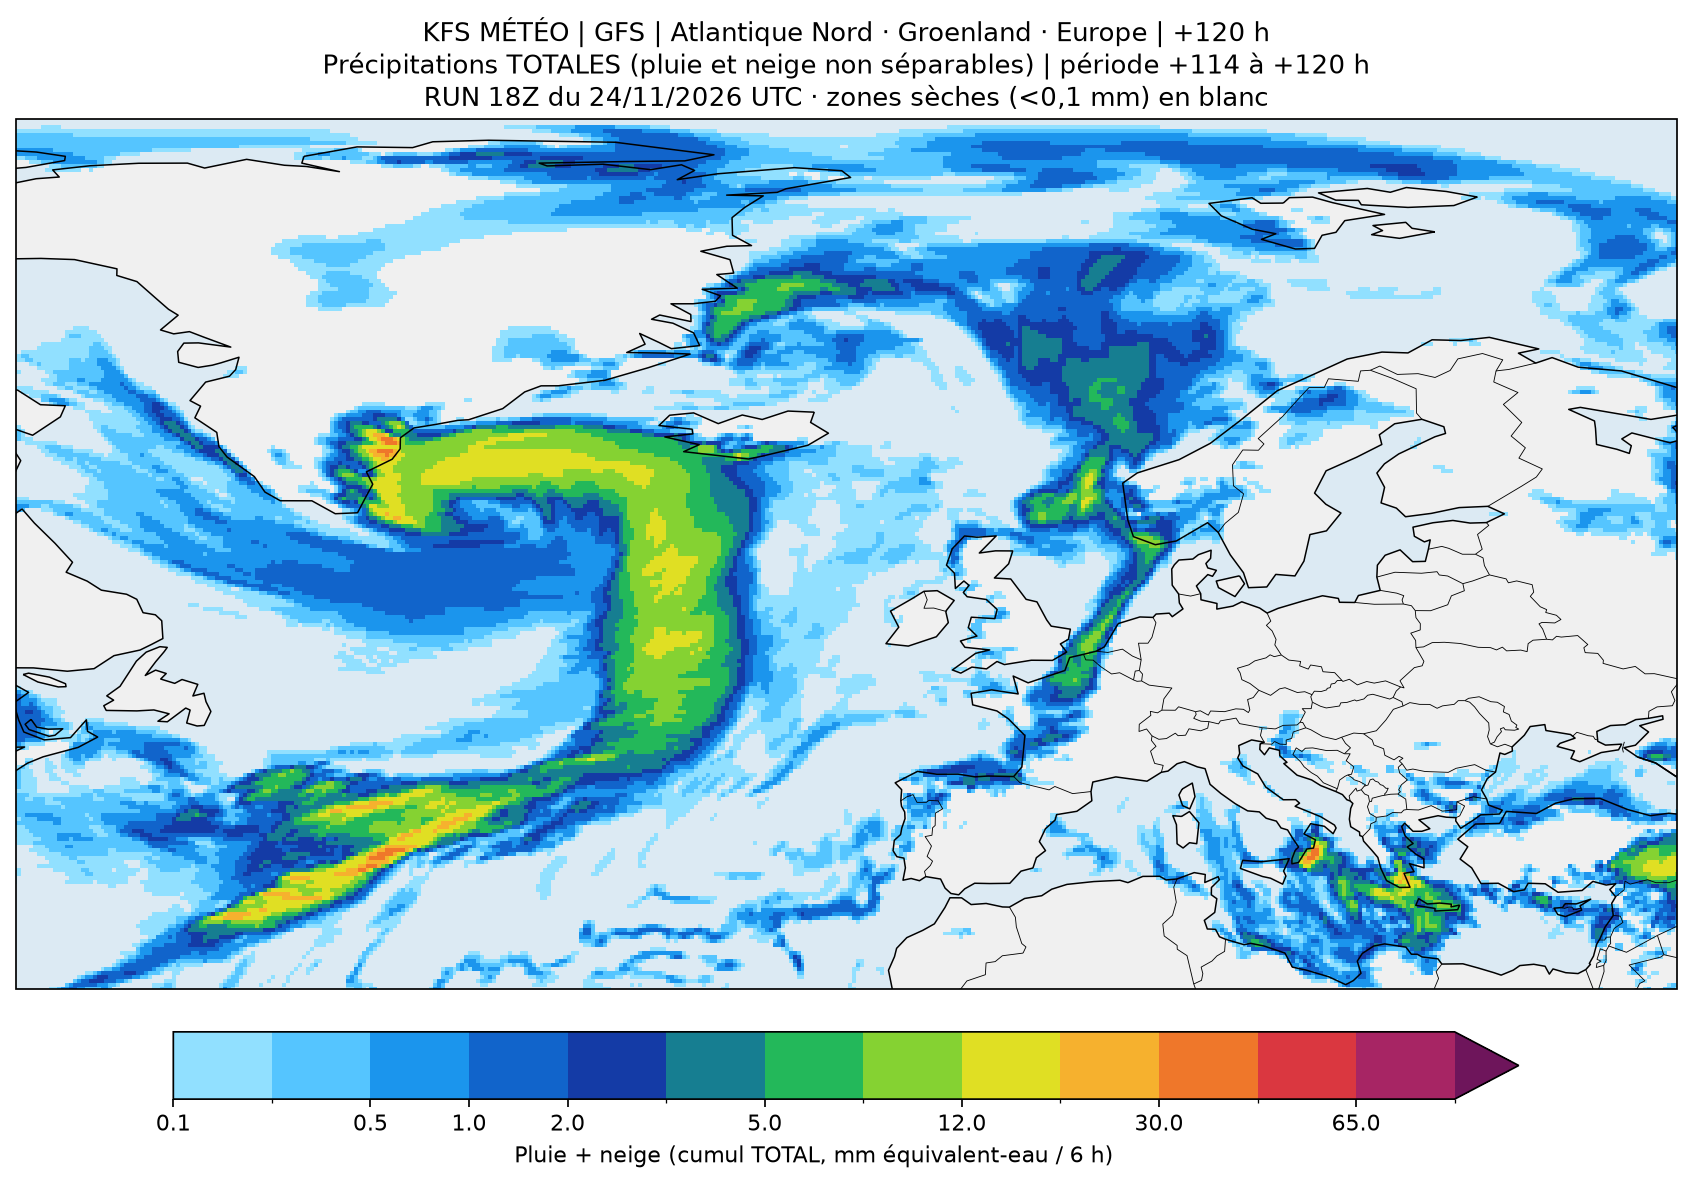 KFS MÉTÉO | GFS | Atlantique Nord · Groenland · Europe | +120 h
Précipitations TOTALES (pluie et neige non séparables) | période +114 à +120 h
RUN 18Z du 24/11/2026 UTC · zones sèches (<0,1 mm) en blanc
0.1 0.5 1.0 2.0 5.0 12.0 30.0 65.0
Pluie + neige (cumul TOTAL, mm équivalent-eau / 6 h)